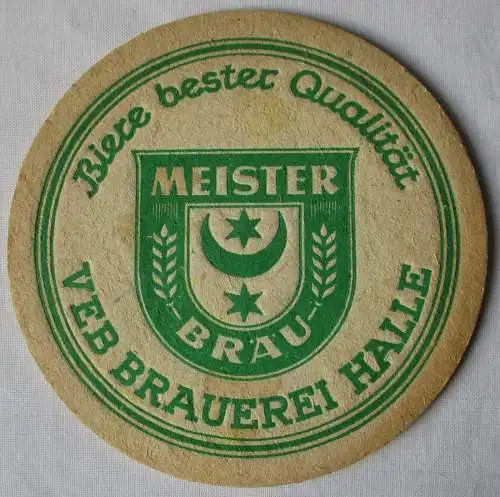 Biere bester Qualität
MEISTER
BRÄU
VEB BRAUEREI HALLE